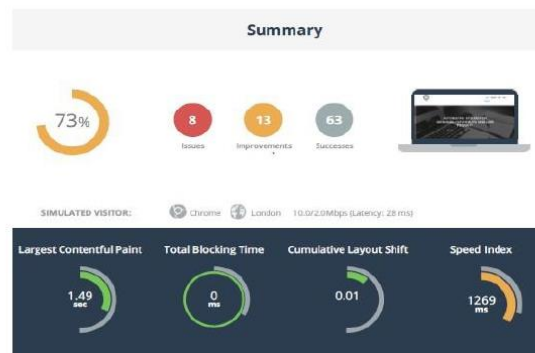 Summary
73%
8
13
63
Issues
Improvements
Successes
SIMULATED VISITOR: Chrome London 10.0/2.0Mbps (Latency: 28 ms)
Largest Contentful Paint
Total Blocking Time
Cumulative Layout Shift
Speed Index
1.49
sec
0
ms
0.01
1269
ms